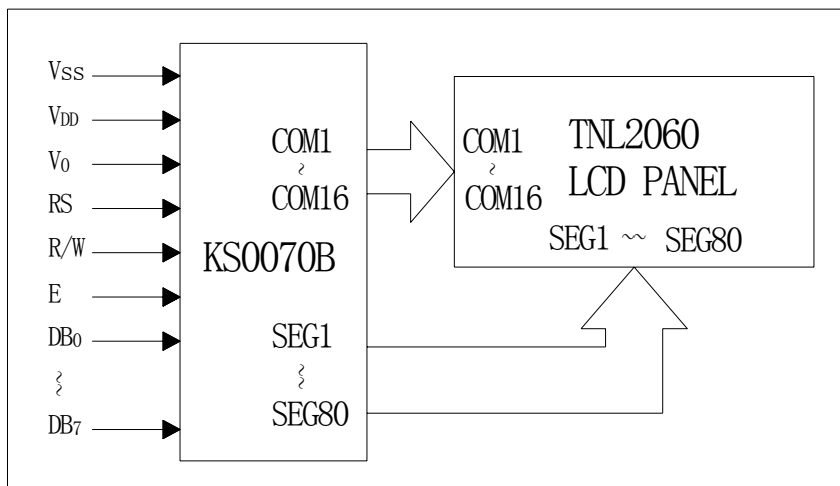 VSS
VDD
V0
RS
R/W
E
DB0
~
~
DB7
COM1
~
COM16
KS0070B
SEG1
~
~
SEG80
COM1
~
COM16
TNL2060
LCD PANEL
SEG1 ~~ SEG80